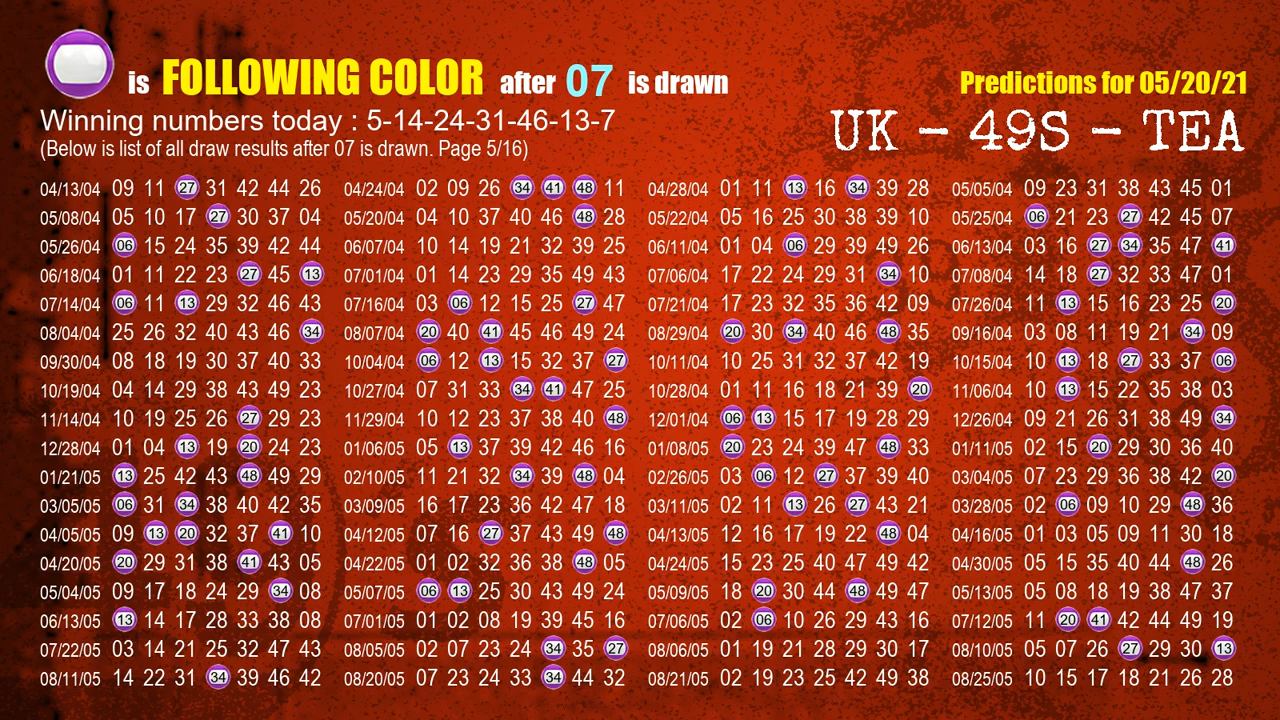 is FOLLOWING COLOR after 07 is drawn
Predictions for 05/20/21
Winning numbers today : 5-14-24-31-46-13-7
UK - 49S - TEA
(Below is list of all draw results after 07 is drawn. Page 5/16)
04/13/04 09 11 27 31 42 44 26 04/24/04 02 09 26 34 41 48 11 04/28/04 01 11 13 16 34 39 28 05/05/04 09 23 31 38 43 45 01
05/08/04 05 10 17 27 30 37 04 05/20/04 04 10 37 40 46 48 28 05/22/04 05 16 25 30 38 39 10 05/25/04 06 21 23 27 42 45 07
05/26/04 06 15 24 35 39 42 44 06/07/04 10 14 19 21 32 39 25 06/11/04 01 04 06 29 39 49 26 06/13/04 03 16 27 34 35 47 41
06/18/04 01 11 22 23 27 45 13 07/01/04 01 14 23 29 35 49 43 07/06/04 17 22 24 29 31 34 10 07/08/04 14 18 27 32 33 47 01
07/14/04 06 11 13 29 32 46 43 07/16/04 03 06 12 15 25 27 47 07/21/04 17 23 32 35 36 42 09 07/26/04 11 13 15 16 23 25 20
08/04/04 25 26 32 40 43 46 34 08/07/04 20 40 41 45 46 49 24 08/29/04 20 30 34 40 46 48 35 09/16/04 03 08 11 19 21 34 09
09/30/04 08 18 19 30 37 40 33 10/04/04 06 12 13 15 32 37 27 10/11/04 10 25 31 32 37 42 19 10/15/04 10 13 18 27 33 37 06
10/19/04 04 14 29 38 43 49 23 10/27/04 07 31 33 34 41 47 25 10/28/04 01 11 16 18 21 39 20 11/06/04 10 13 15 22 35 38 03
11/14/04 10 19 25 26 27 29 23 11/29/04 10 12 23 37 38 40 48 12/01/04 06 13 15 17 19 28 29 12/26/04 09 21 26 31 38 49 34
12/28/04 01 04 13 19 20 24 23 01/06/05 05 13 37 39 42 46 16 01/08/05 20 23 24 39 47 48 33 01/11/05 02 15 20 29 30 36 40
01/21/05 13 25 42 43 48 49 29 02/10/05 11 21 32 34 39 48 04 02/26/05 03 06 12 27 37 39 40 03/04/05 07 23 29 36 38 42 20
03/05/05 06 31 34 38 40 42 35 03/09/05 16 17 23 36 42 47 18 03/11/05 02 11 13 26 27 43 21 03/28/05 02 06 09 10 29 48 36
04/05/05 09 13 20 32 37 41 10 04/12/05 07 16 27 37 43 49 48 04/13/05 12 16 17 19 22 48 04 04/16/05 01 03 05 09 11 30 18
04/20/05 20 29 31 38 41 43 05 04/22/05 01 02 32 36 38 48 05 04/24/05 15 23 25 40 47 49 42 04/30/05 05 15 35 40 44 48 26
05/04/05 09 17 18 24 29 34 08 05/07/05 06 13 25 30 43 49 24 05/09/05 18 20 30 44 48 49 47 05/13/05 05 08 18 19 38 47 37
06/13/05 13 14 17 28 33 38 08 07/01/05 01 02 08 19 39 45 16 07/06/05 02 06 10 26 29 43 16 07/12/05 11 20 41 42 44 49 19
07/22/05 03 14 21 25 32 47 43 08/05/05 02 07 23 24 34 35 27 08/06/05 01 19 21 28 29 30 17 08/10/05 05 07 26 27 29 30 13
08/11/05 14 22 31 34 39 46 42 08/20/05 07 23 24 33 34 44 32 08/21/05 02 19 23 25 42 49 38 08/25/05 10 15 17 18 21 26 28